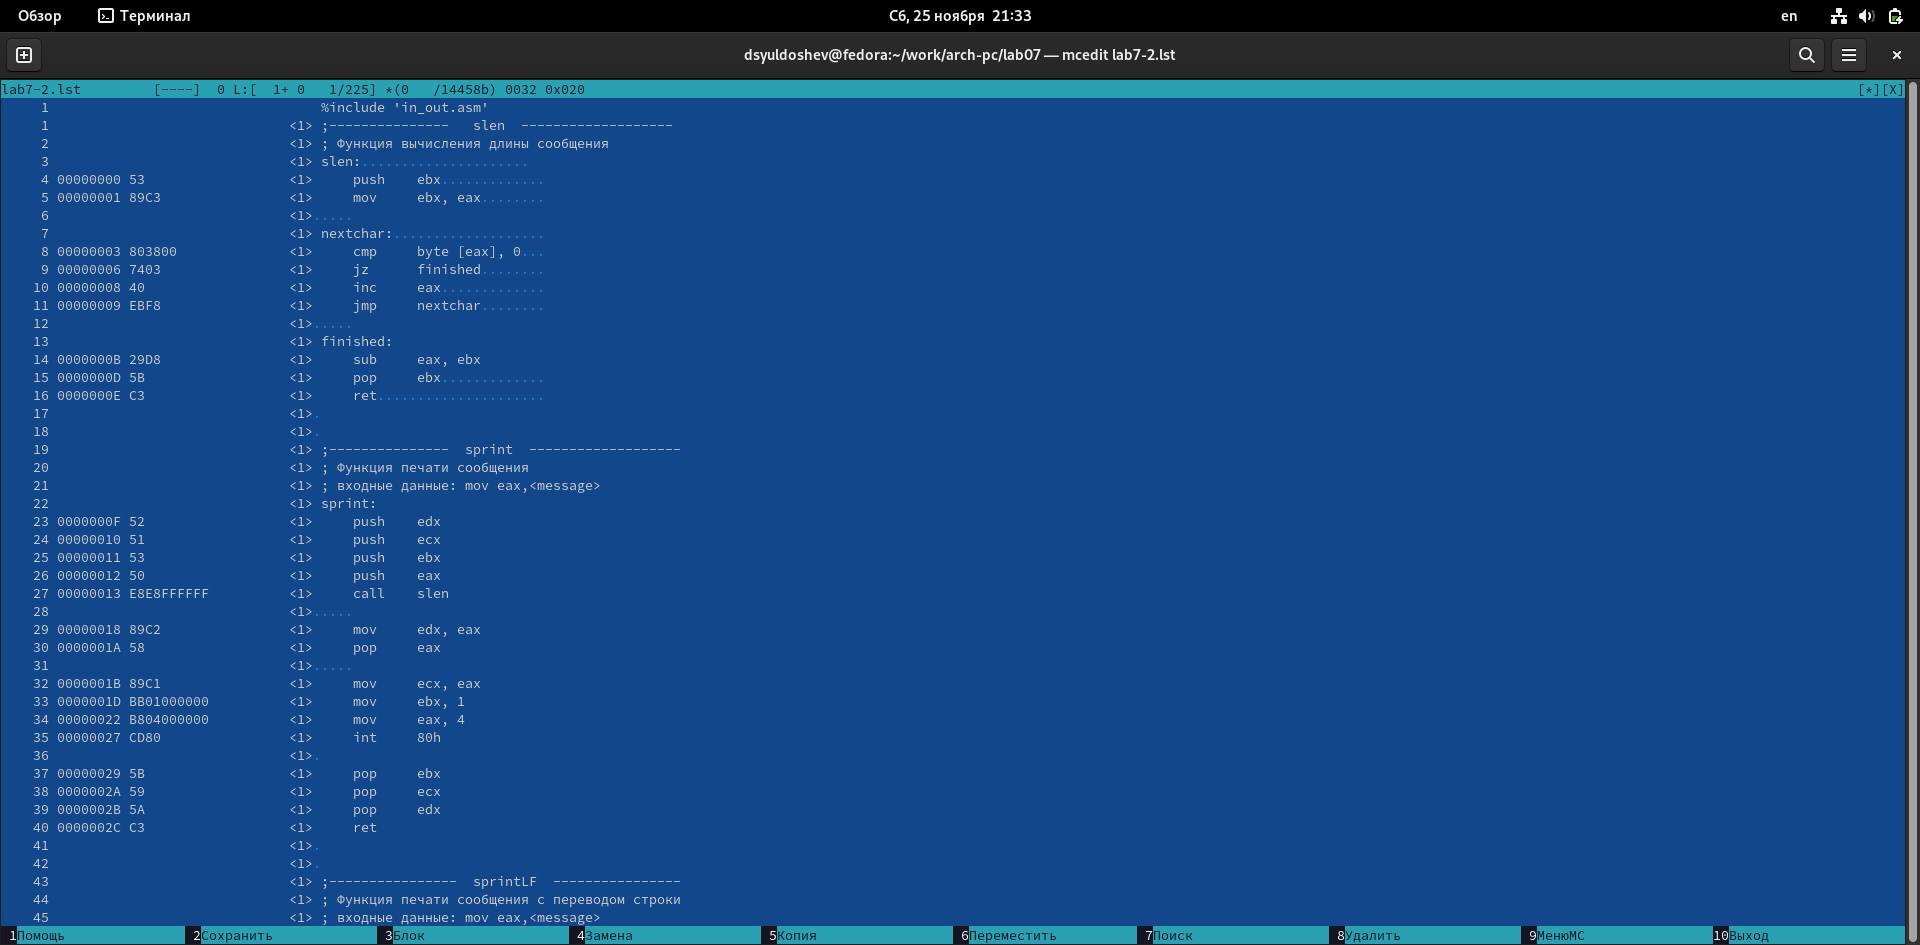 Обзор Терминал Сб, 25 ноября 21:33 en
dsyuldoshev@fedora:~/work/arch-pc/lab07 — mcedit lab7-2.lst
lab7-2.lst [----] 0 L:[ 1+ 0 1/225] *(0 /14458b) 0032 0x020 [*][X]
1 %include 'in_out.asm'
1 <1> ;--------------- slen -------------------
2 <1> ; Функция вычисления длины сообщения
3 <1> slen:.....................
4 00000000 53 <1> push ebx.............
5 00000001 89C3 <1> mov ebx, eax........
6 <1>.....
7 <1> nextchar:...................
8 00000003 803800 <1> cmp byte [eax], 0...
9 00000006 7403 <1> jz finished........
10 00000008 40 <1> inc eax.............
11 00000009 EBF8 <1> jmp nextchar........
12 <1>.....
13 <1> finished:
14 0000000B 29D8 <1> sub eax, ebx
15 0000000D 5B <1> pop ebx.............
16 0000000E C3 <1> ret.....................
17 <1>.
18 <1>.
19 <1> ;--------------- sprint -------------------
20 <1> ; Функция печати сообщения
21 <1> ; входные данные: mov eax,<message>
22 <1> sprint:
23 0000000F 52 <1> push edx
24 00000010 51 <1> push ecx
25 00000011 53 <1> push ebx
26 00000012 50 <1> push eax
27 00000013 E8E8FFFFFF <1> call slen
28 <1>.....
29 00000018 89C2 <1> mov edx, eax
30 0000001A 58 <1> pop eax
31 <1>.....
32 0000001B 89C1 <1> mov ecx, eax
33 0000001D BB01000000 <1> mov ebx, 1
34 00000022 B804000000 <1> mov eax, 4
35 00000027 CD80 <1> int 80h
36 <1>.
37 00000029 5B <1> pop ebx
38 0000002A 59 <1> pop ecx
39 0000002B 5A <1> pop edx
40 0000002C C3 <1> ret
41 <1>.
42 <1>.
43 <1> ;---------------- sprintLF ----------------
44 <1> ; Функция печати сообщения с переводом строки
45 <1> ; входные данные: mov eax,<message>
1Помощь 2Сохранить 3Блок 4Замена 5Копия 6Переместить 7Поиск 8Удалить 9МенюMC 10Выход